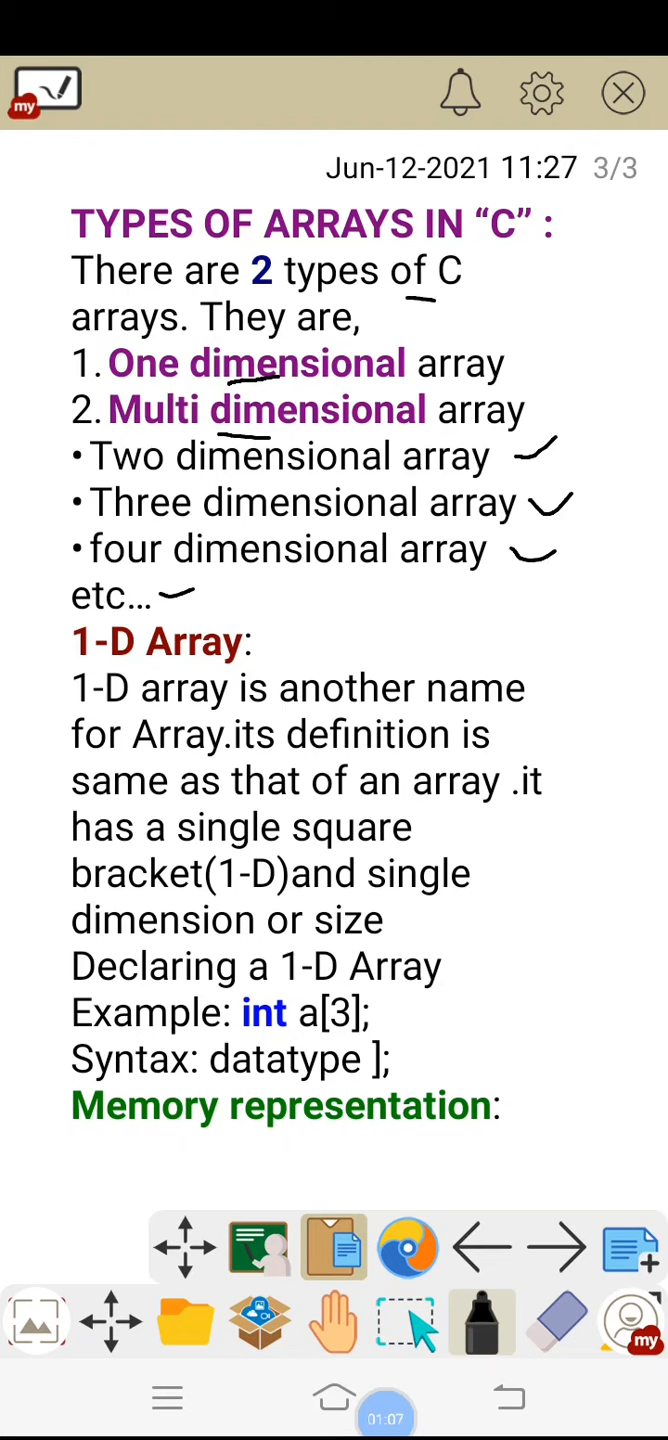 my
Jun-12-2021 11:27 3/3
TYPES OF ARRAYS IN “C” :
There are 2 types of C
arrays. They are,
1. One dimensional array
2. Multi dimensional array
• Two dimensional array
• Three dimensional array
• four dimensional array
etc...
1-D Array:
1-D array is another name
for Array.its definition is
same as that of an array .it
has a single square
bracket(1-D)and single
dimension or size
Declaring a 1-D Array
Example: int a[3];
Syntax: datatype ];
Memory representation:
my
01:07